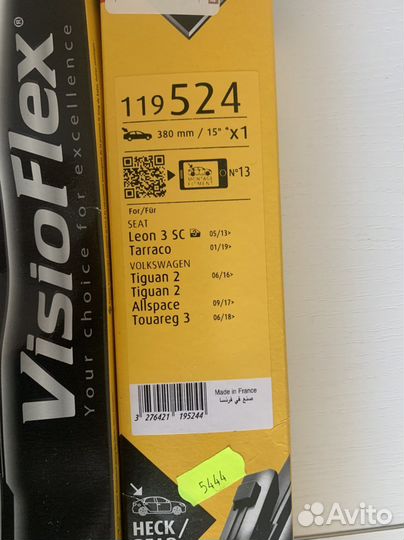 VisioFlex®
Your choice for excellence
119 524
380 mm / 15" *x1
MONTAGE
FITMENT
N°13
For/Für
SEAT
Leon 3 SC 05/13>
Tarraco 01/19>
VOLKSWAGEN
Tiguan 2 06/16>
Tiguan 2
Allspace 09/17>
Touareg 3 06/18>
Made in France
صنع في فرنسا
3 276421 195244
5444
HECK/
Avito